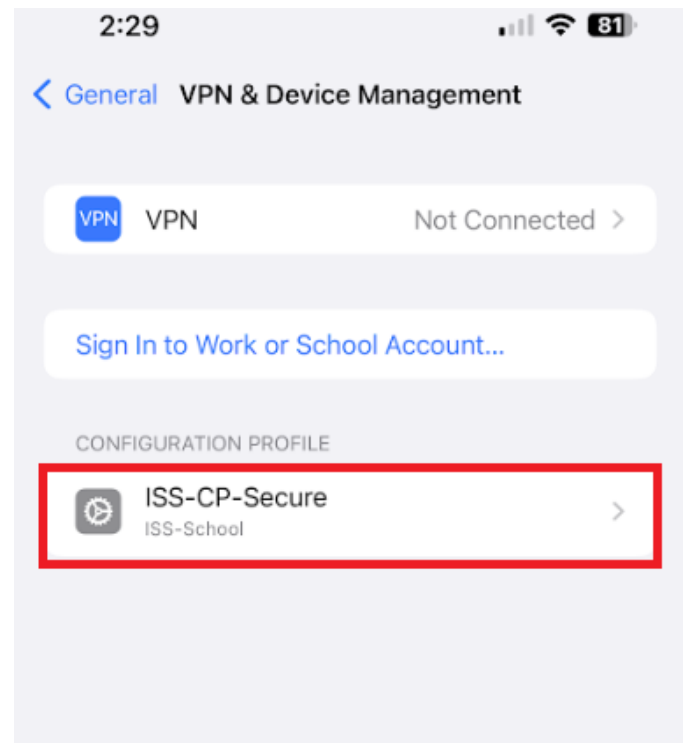 2:29 81
General VPN & Device Management
VPN VPN Not Connected
Sign In to Work or School Account...
CONFIGURATION PROFILE
ISS-CP-Secure
ISS-School